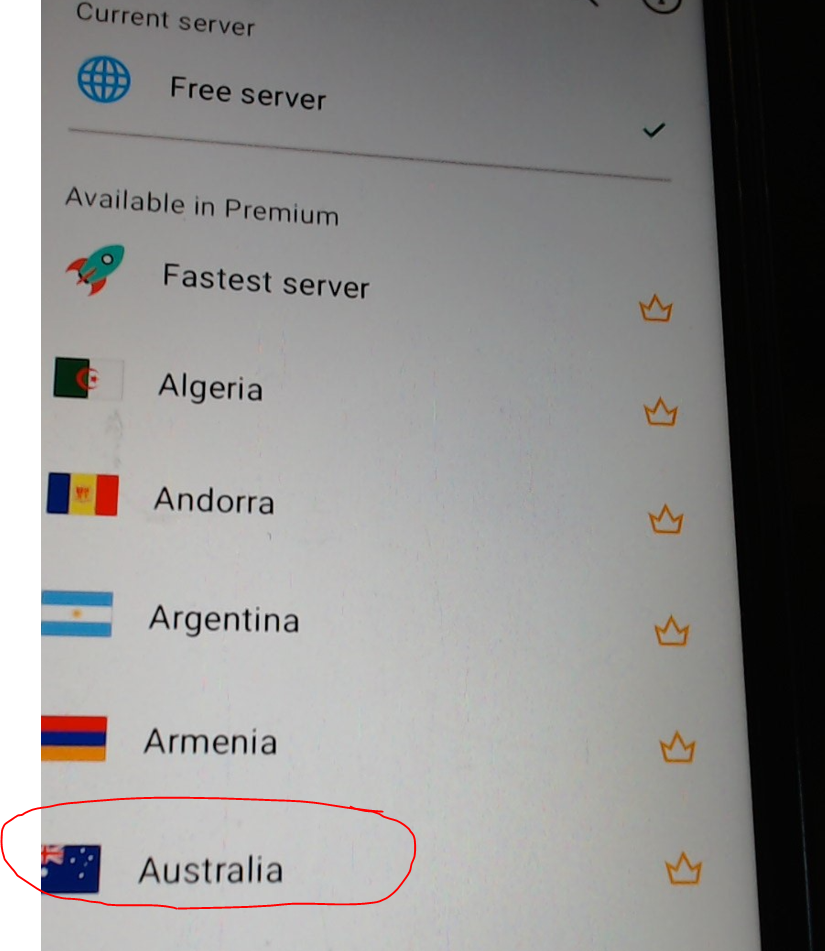 Current server
Free server
Available in Premium
Fastest server
Algeria
Andorra
Argentina
Armenia
Australia